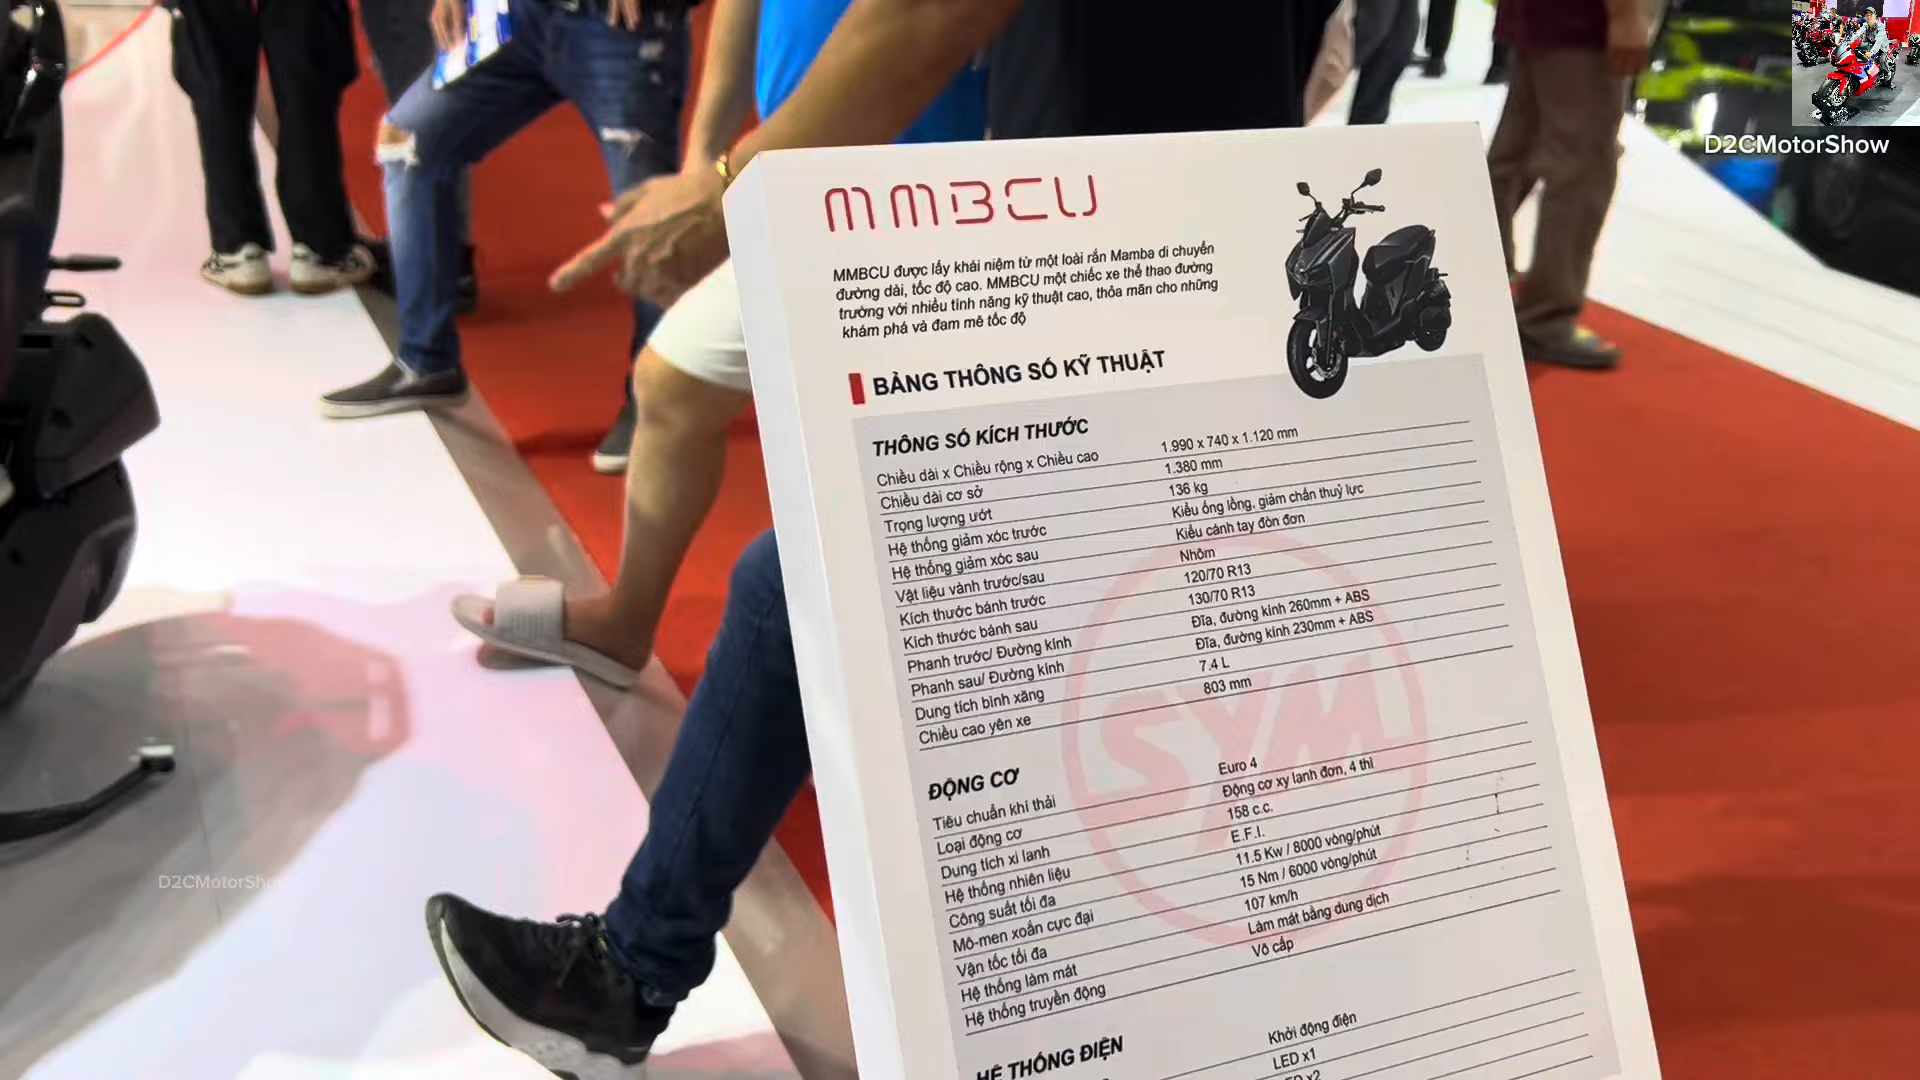 D2CMotorShow
MMBCU
MMBCU được lấy khái niệm từ một loài rắn Mamba di chuyển
đường dài, tốc độ cao. MMBCU một chiếc xe thể thao đường
trường với nhiều tính năng kỹ thuật cao, thỏa mãn cho những
khám phá và đam mê tốc độ
BẢNG THÔNG SỐ KỸ THUẬT
THÔNG SỐ KÍCH THƯỚC
Chiều dài x Chiều rộng x Chiều cao 1.990 x 740 x 1.120 mm
Chiều dài cơ sở 1.380 mm
Trọng lượng ướt 136 kg
Hệ thống giảm xóc trước Kiểu ống lồng, giảm chấn thuỷ lực
Hệ thống giảm xóc sau Kiểu cánh tay đòn đơn
Vật liệu vành trước/sau Nhôm
Kích thước bánh trước 120/70 R13
Kích thước bánh sau 130/70 R13
Phanh trước/ Đường kính Đĩa, đường kính 260mm + ABS
Phanh sau/ Đường kính Đĩa, đường kính 230mm + ABS
Dung tích bình xăng 7.4 L
Chiều cao yên xe 803 mm
SYM
ĐỘNG CƠ
Tiêu chuẩn khí thải Euro 4
Loại động cơ Động cơ xy lanh đơn, 4 thì
Dung tích xi lanh 158 c.c.
Hệ thống nhiên liệu E.F.I.
Công suất tối đa 11.5 Kw / 8000 vòng/phút
Mô-men xoắn cực đại 15 Nm / 6000 vòng/phút
Vận tốc tối đa 107 km/h
Hệ thống làm mát Làm mát bằng dung dịch
Hệ thống truyền động Vô cấp
HỆ THỐNG ĐIỆN
Khởi động điện
LED x1
x2
D2CMotorShow